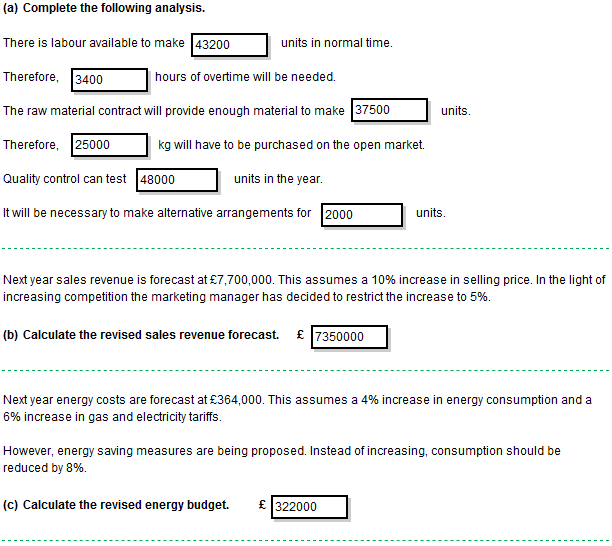 (a) Complete the following analysis.
There is labour available to make 43200 units in normal time.
Therefore, 3400 hours of overtime will be needed.
The raw material contract will provide enough material to make 37500 units.
Therefore, 25000 kg will have to be purchased on the open market.
Quality control can test 48000 units in the year.
It will be necessary to make alternative arrangements for 2000 units.
Next year sales revenue is forecast at £7,700,000. This assumes a 10% increase in selling price. In the light of
increasing competition the marketing manager has decided to restrict the increase to 5%.
(b) Calculate the revised sales revenue forecast. £ 7350000
Next year energy costs are forecast at £364,000. This assumes a 4% increase in energy consumption and a
6% increase in gas and electricity tariffs.
However, energy saving measures are being proposed. Instead of increasing, consumption should be
reduced by 8%.
(c) Calculate the revised energy budget. £ 322000